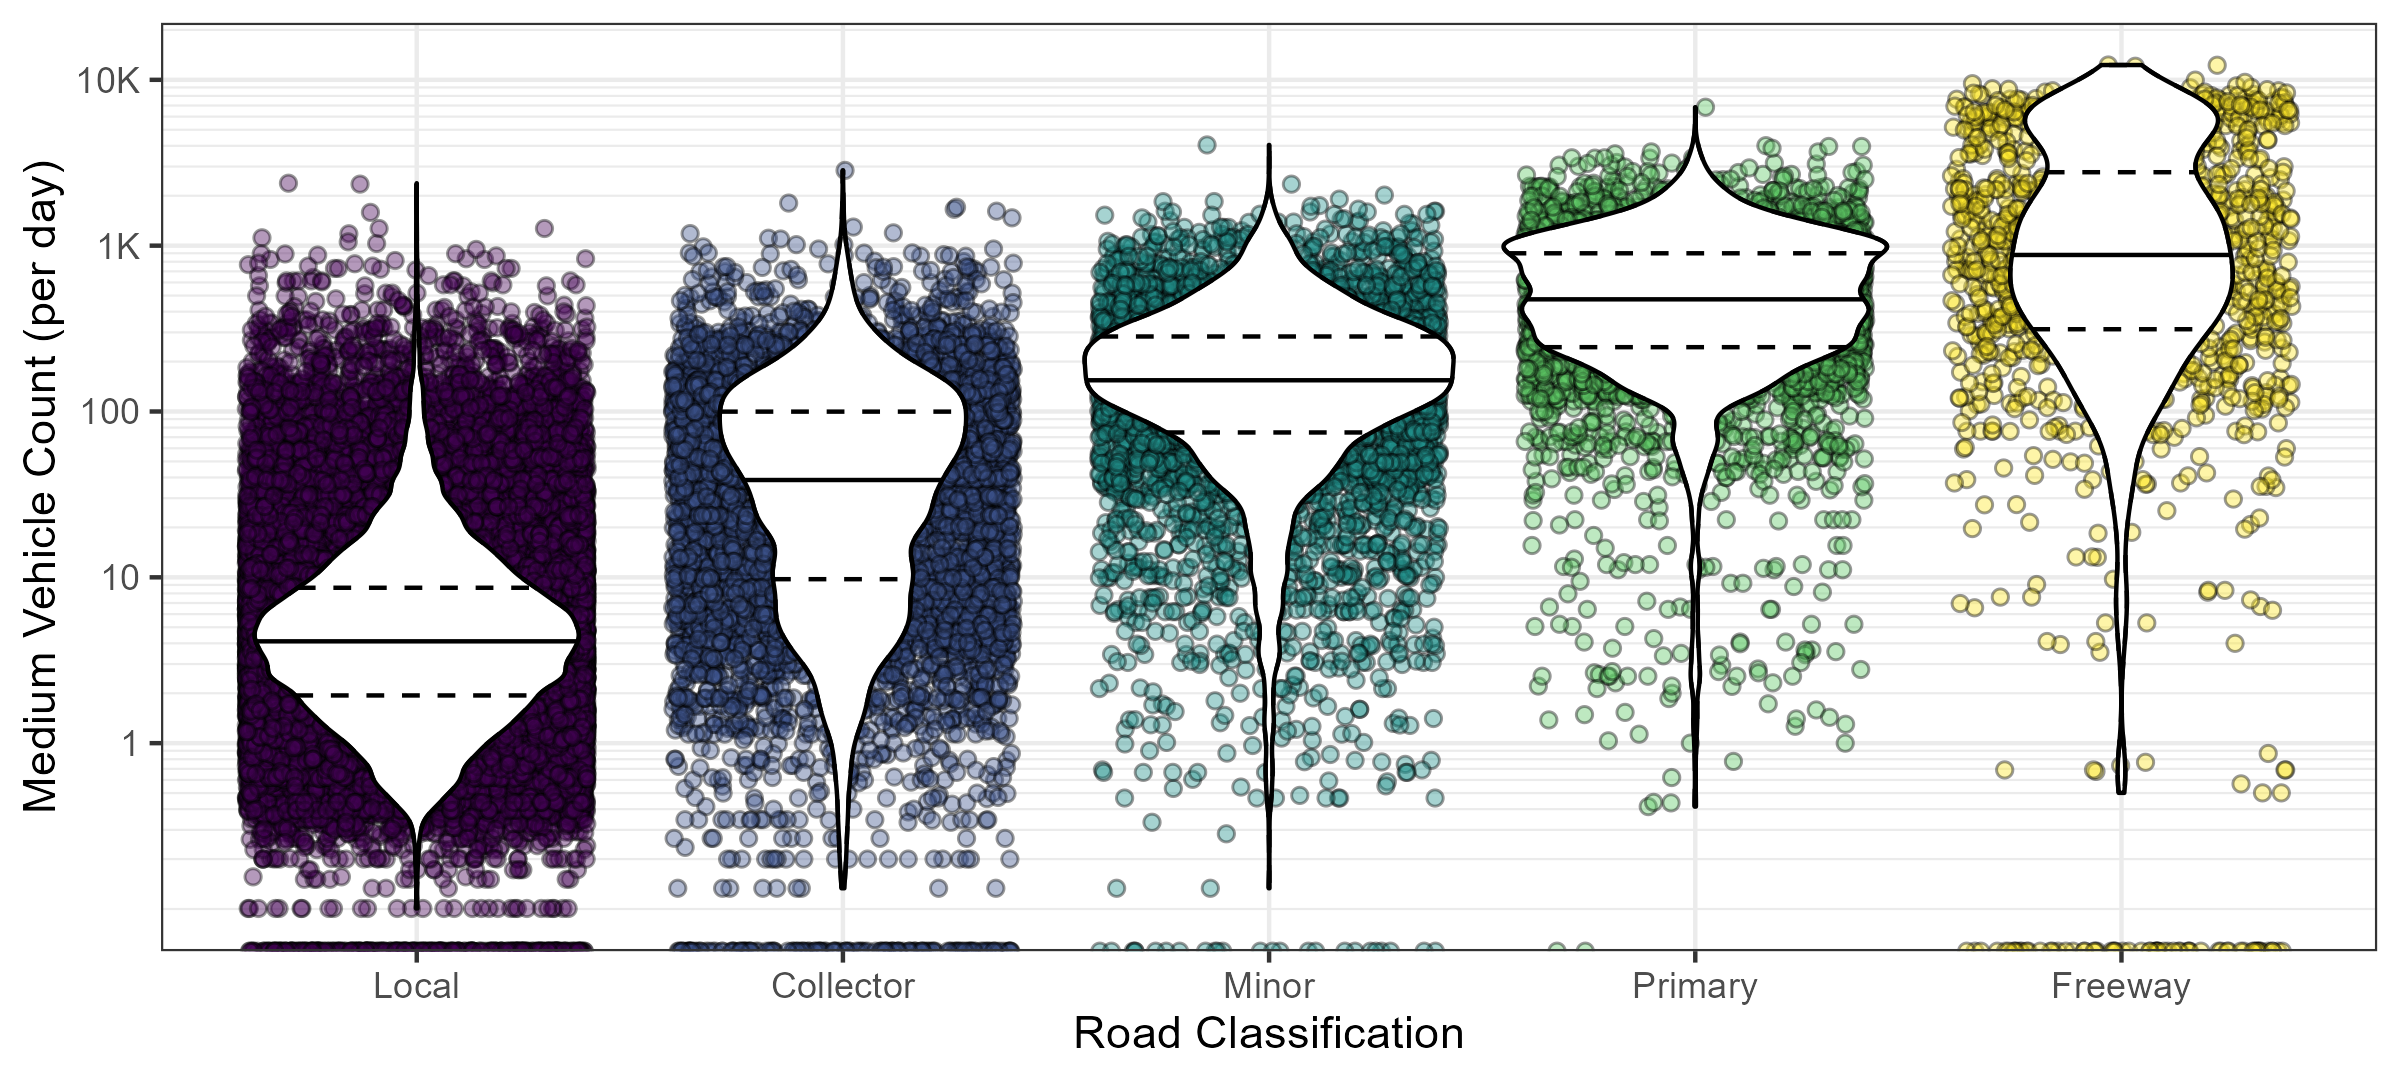 Medium Vehicle Count (per day)
10K
1K
100
10
1
Local Collector Minor Primary Freeway
Road Classification